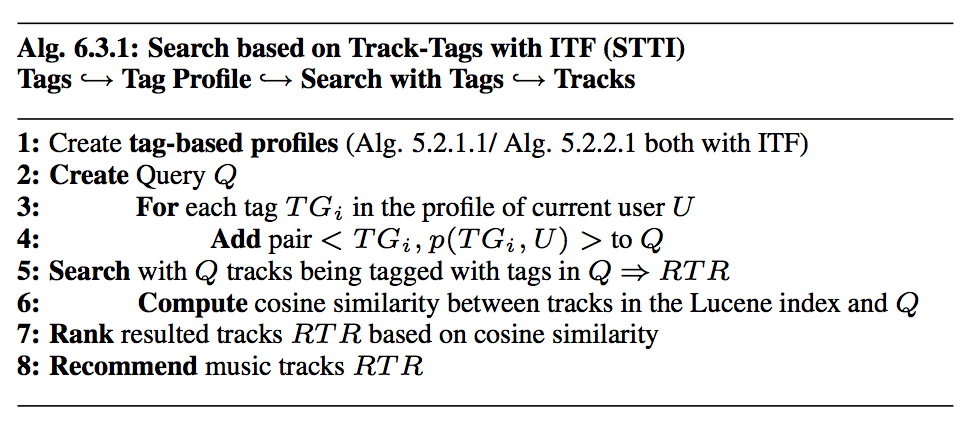 Alg. 6.3.1: Search based on Track-Tags with ITF (STTI)
Tags ↪ Tag Profile ↪ Search with Tags ↪ Tracks
1: Create tag-based profiles (Alg. 5.2.1.1/ Alg. 5.2.2.1 both with ITF)
2: Create Query Q
3: For each tag TG_i in the profile of current user U
4: Add pair < TG_i, p(TG_i, U) > to Q
5: Search with Q tracks being tagged with tags in Q ⇒ RTR
6: Compute cosine similarity between tracks in the Lucene index and Q
7: Rank resulted tracks RTR based on cosine similarity
8: Recommend music tracks RTR